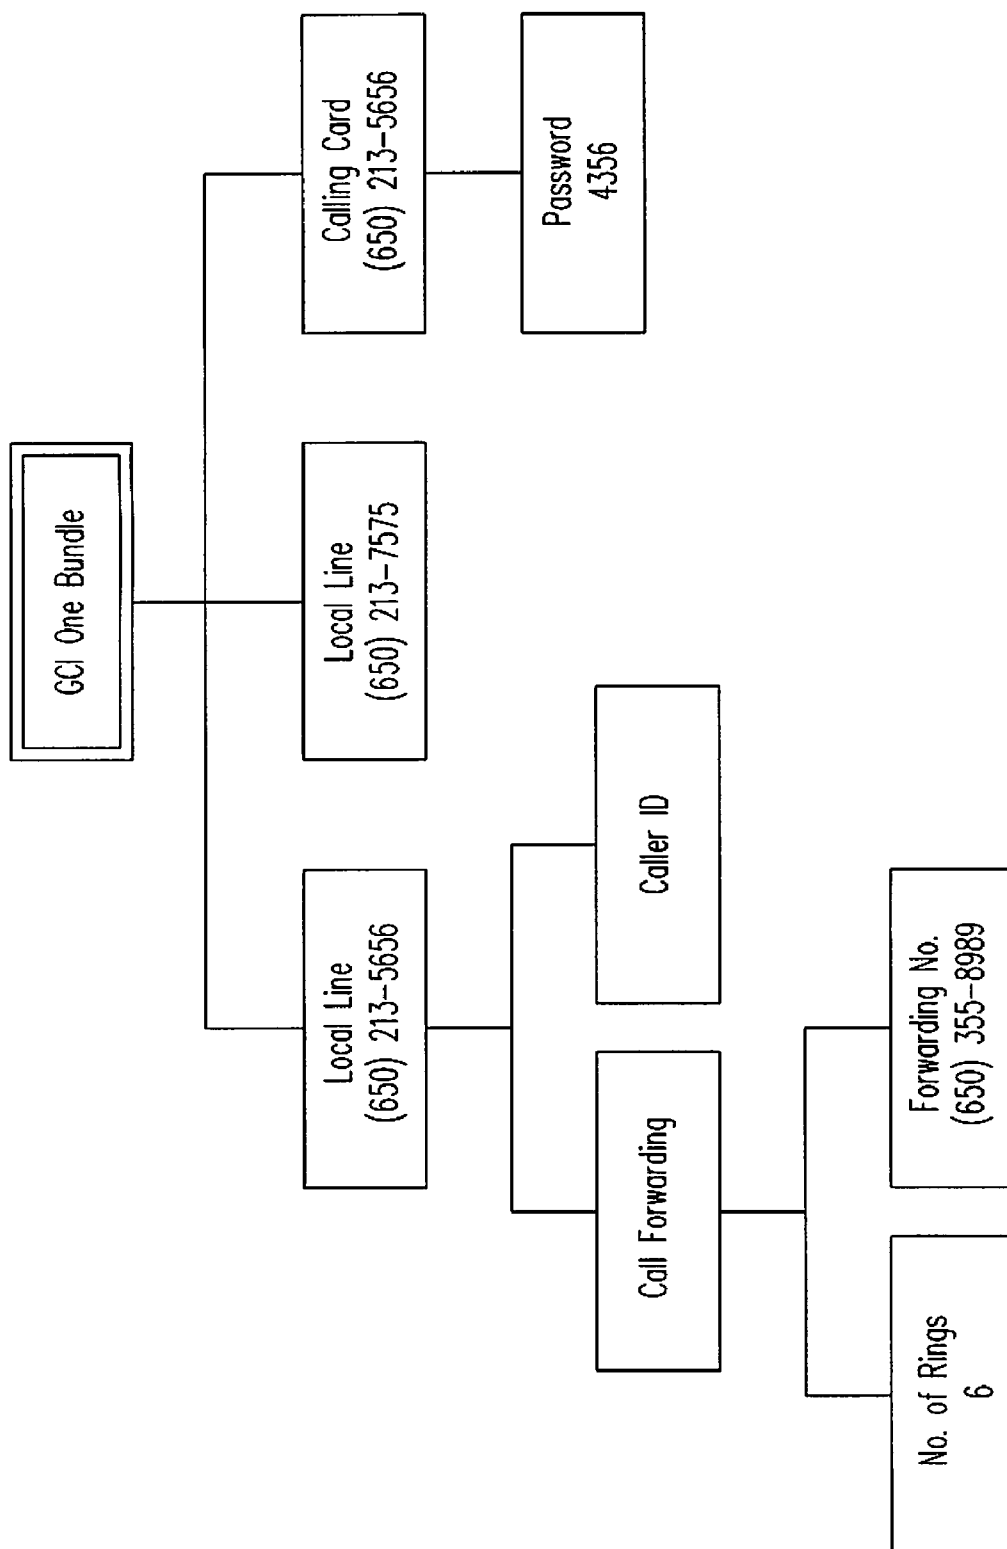 GCI One Bundle
Local Line
(650) 213-5656
Local Line
(650) 213-7575
Calling Card
(650) 213-5656
Call Forwarding
Caller ID
Password
4356
No. of Rings
6
Forwarding No.
(650) 355-8989